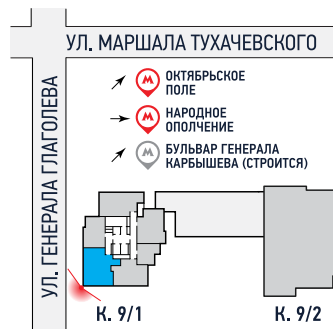 УЛ. МАРШАЛА ТУХАЧЕВСКОГО
М ОКТЯБРЬСКОЕ
ПОЛЕ
М НАРОДНОЕ
ОПОЛЧЕНИЕ
М БУЛЬВАР ГЕНЕРАЛА
КАРБЫШЕВА (СТРОИТСЯ)
УЛ. ГЕНЕРАЛА ГЛАГОЛЕВА
К. 9/1
К. 9/2